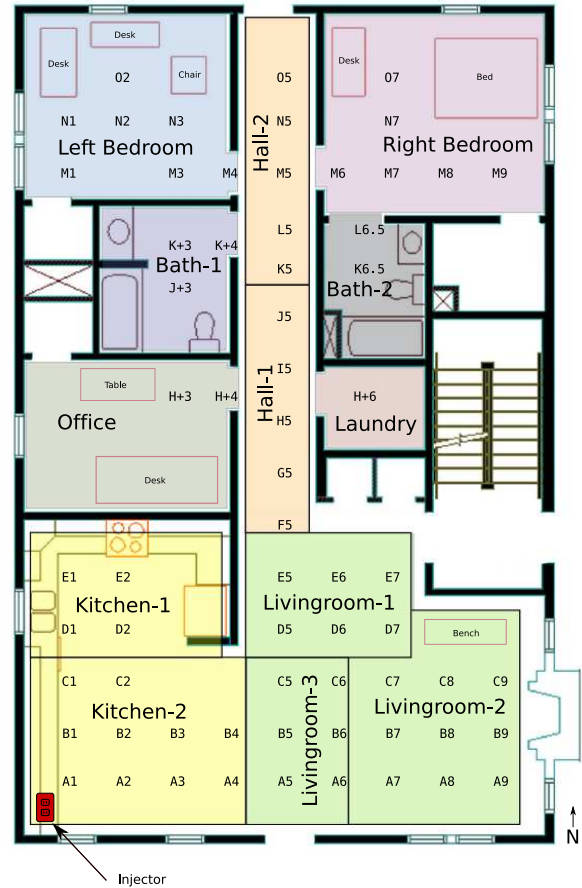 Desk
Desk
Desk
Chair
Bed
O2
O5
O7
N1
N2
N3
N5
N7
Left Bedroom
Hall-2
Right Bedroom
M1
M3
M4
M5
M6
M7
M8
M9
L5
L6.5
K+3
K+4
Bath-1
K5
K6.5
J+3
Bath-2
J5
I5
Hall-1
Table
H+3
H+4
H+6
Office
H5
Laundry
Desk
G5
F5
E1
E2
E5
E6
E7
Kitchen-1
Livingroom-1
D1
D2
D5
D6
D7
Bench
C1
C2
C5
C6
C7
C8
C9
Kitchen-2
Livingroom-3
Livingroom-2
B1
B2
B3
B4
B5
B6
B7
B8
B9
A1
A2
A3
A4
A5
A6
A7
A8
A9
N
Injector